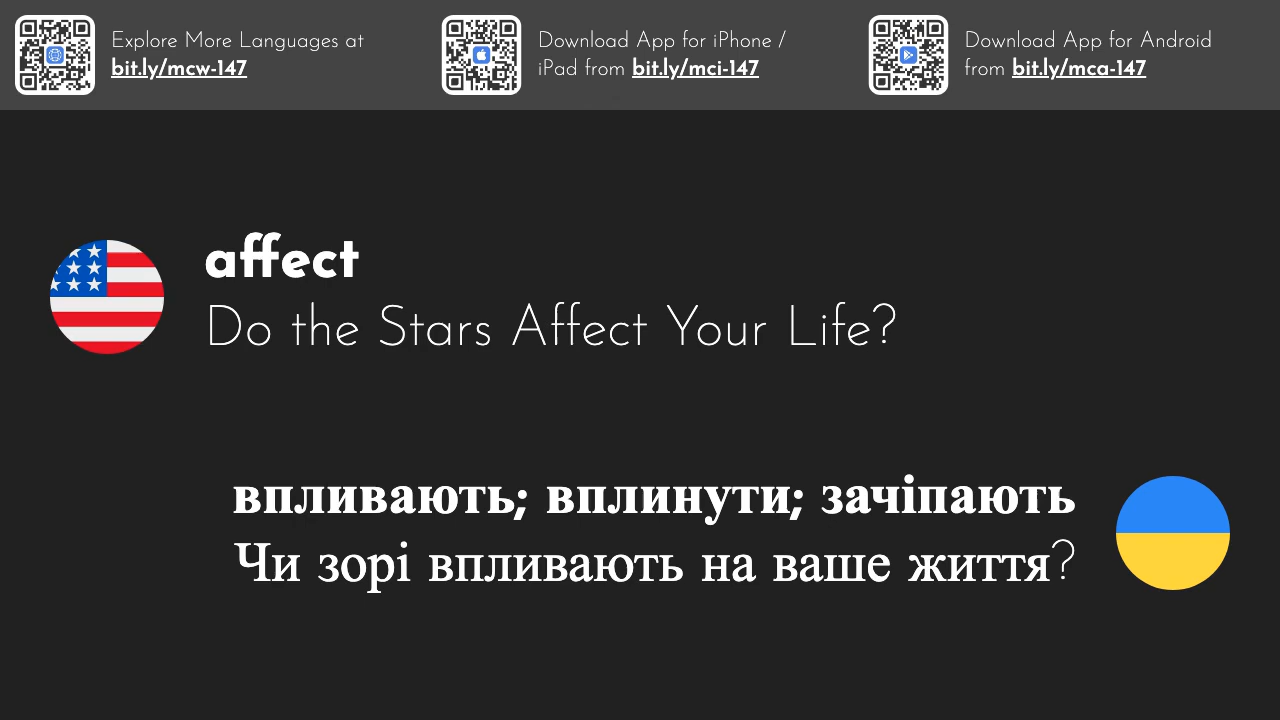 Explore More Languages at
bit.ly/mcw-147
Download App for iPhone /
iPad from bit.ly/mci-147
Download App for Android
from bit.ly/mca-147
affect
Do the Stars Affect Your Life?
впливають; вплинути; зачіпають
Чи зорі впливають на ваше життя?